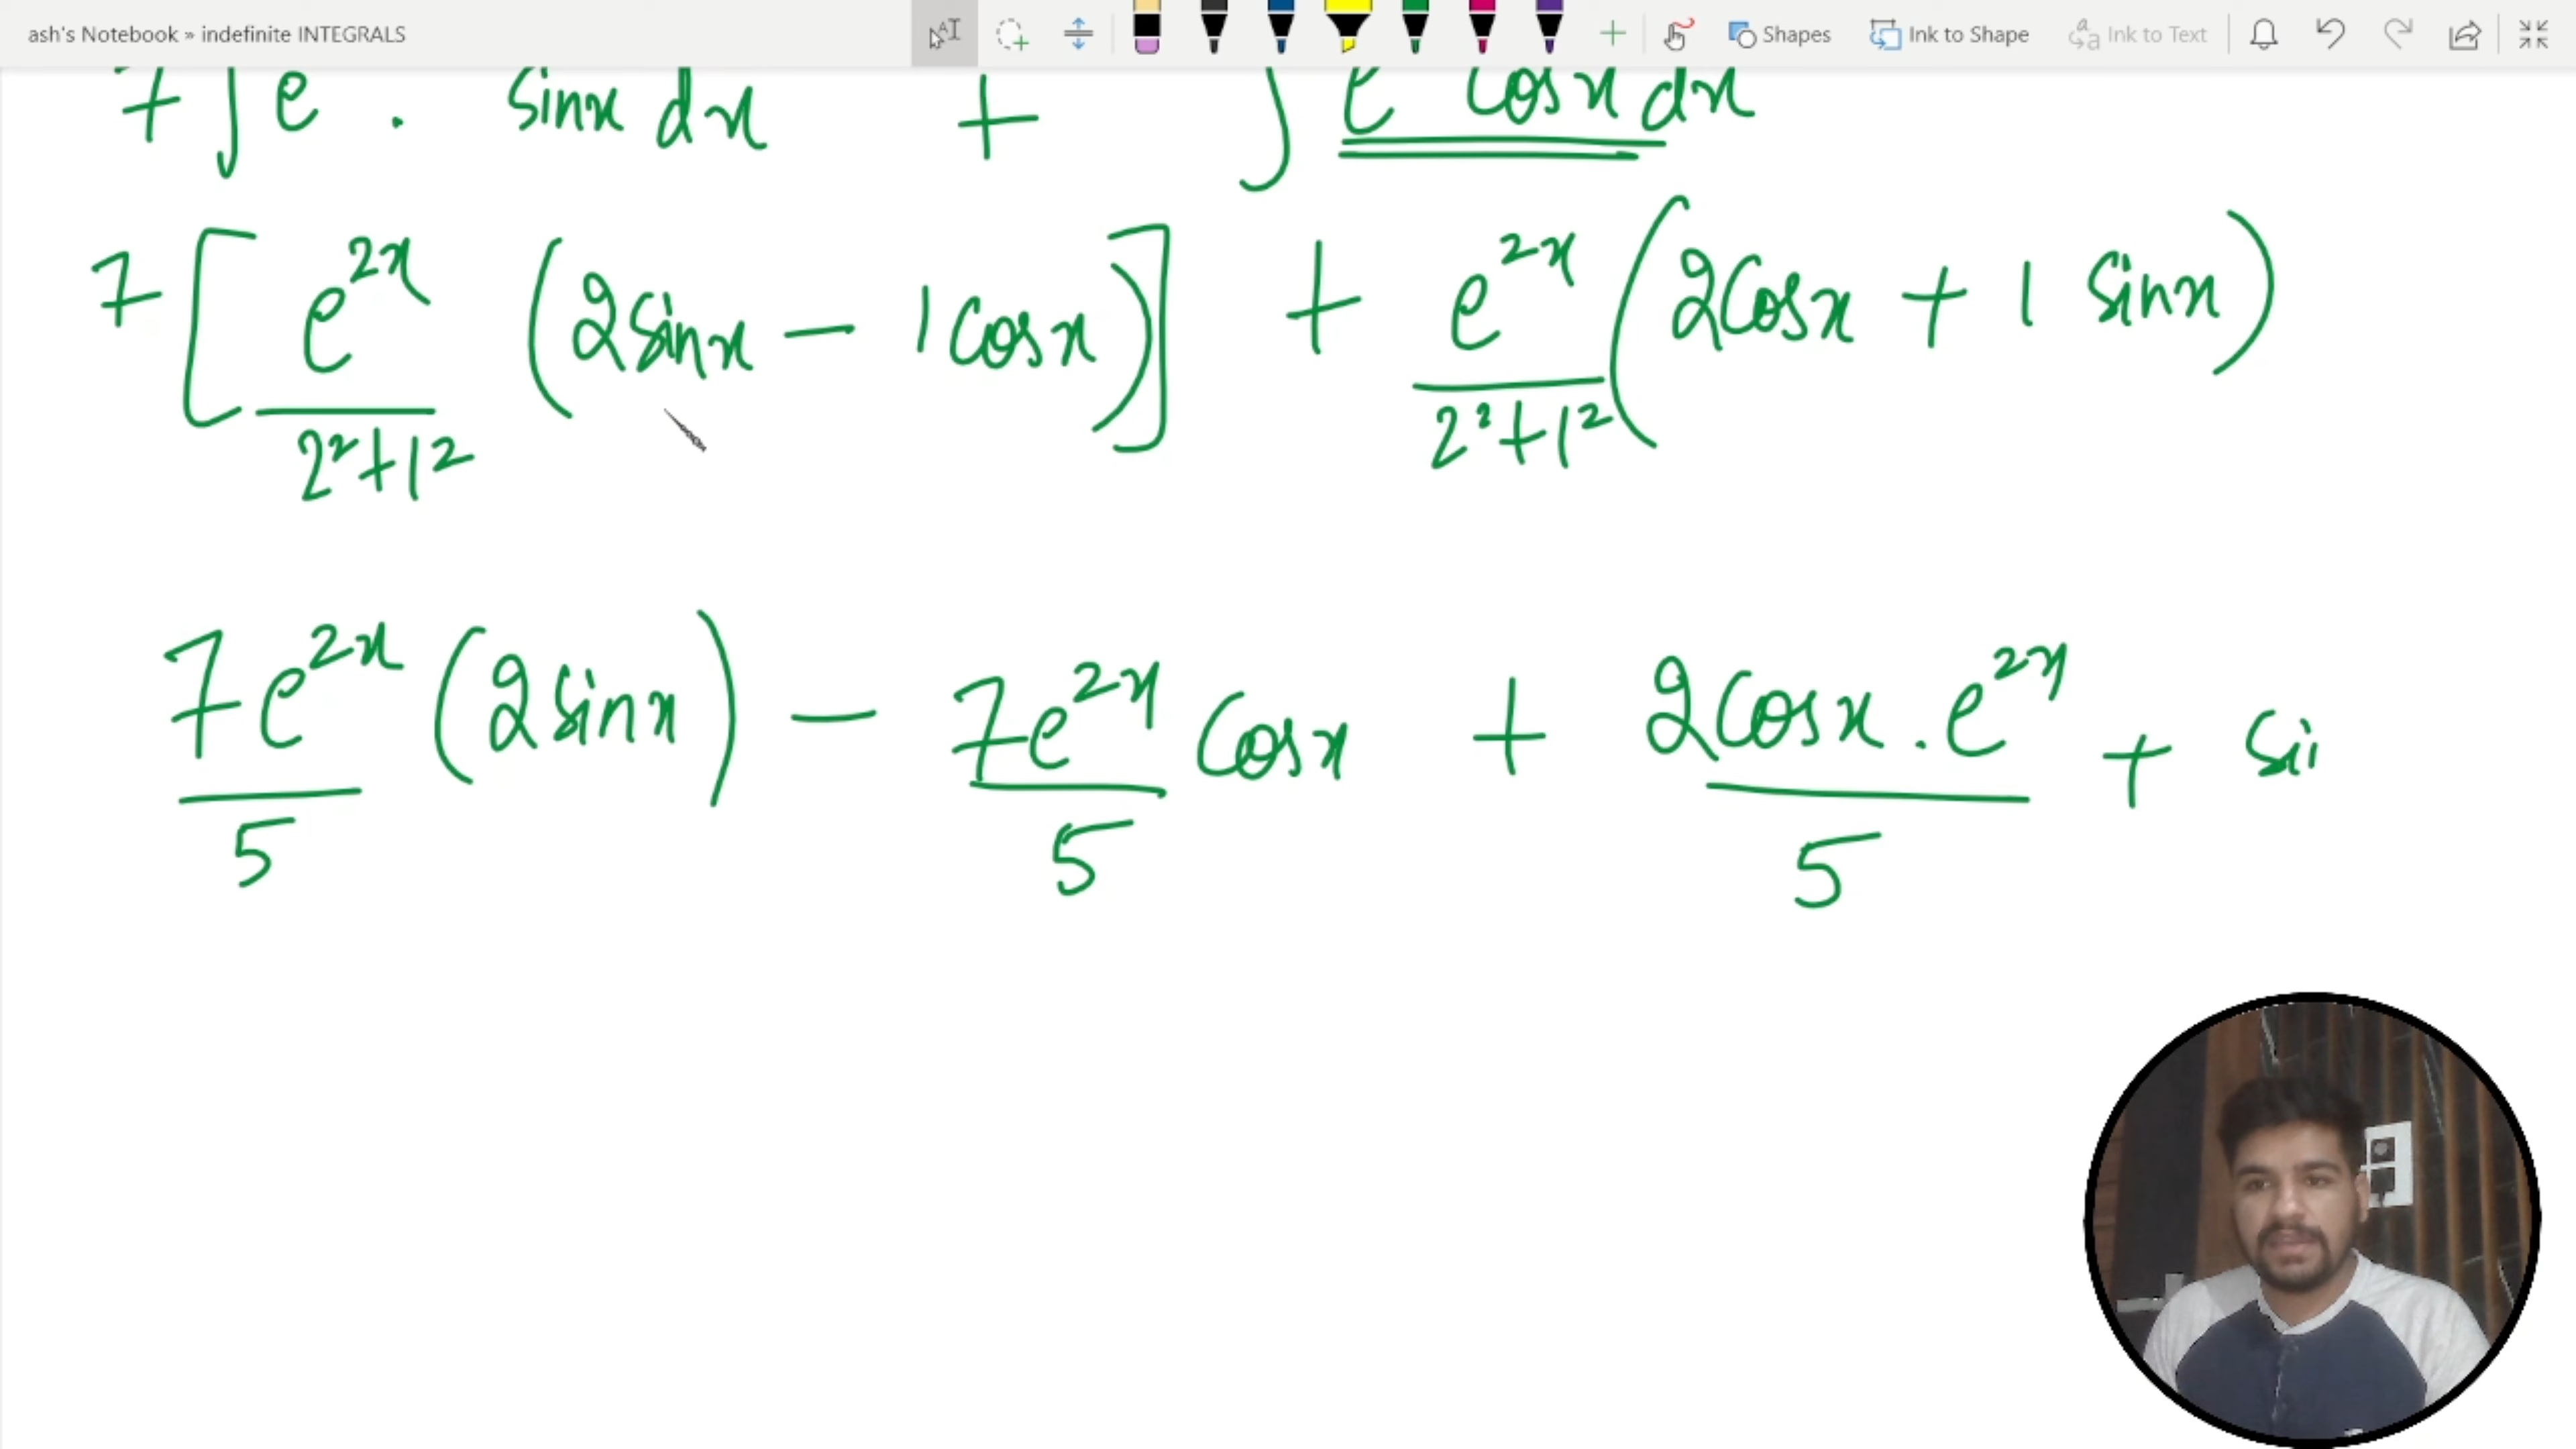 ash's Notebook » indefinite INTEGRALS
Shapes
Ink to Shape
Ink to Text
7 ∫ e . sinx dx + ∫ e cosx dx
7 [ e^{2x}/(2²+1²) (2sinx − 1cosx) ] + e^{2x}/(2²+1²) (2cosx + 1 sinx)
7e^{2x}/5 (2sinx) − 7e^{2x}/5 cosx + 2cosx . e^{2x}/5 + si